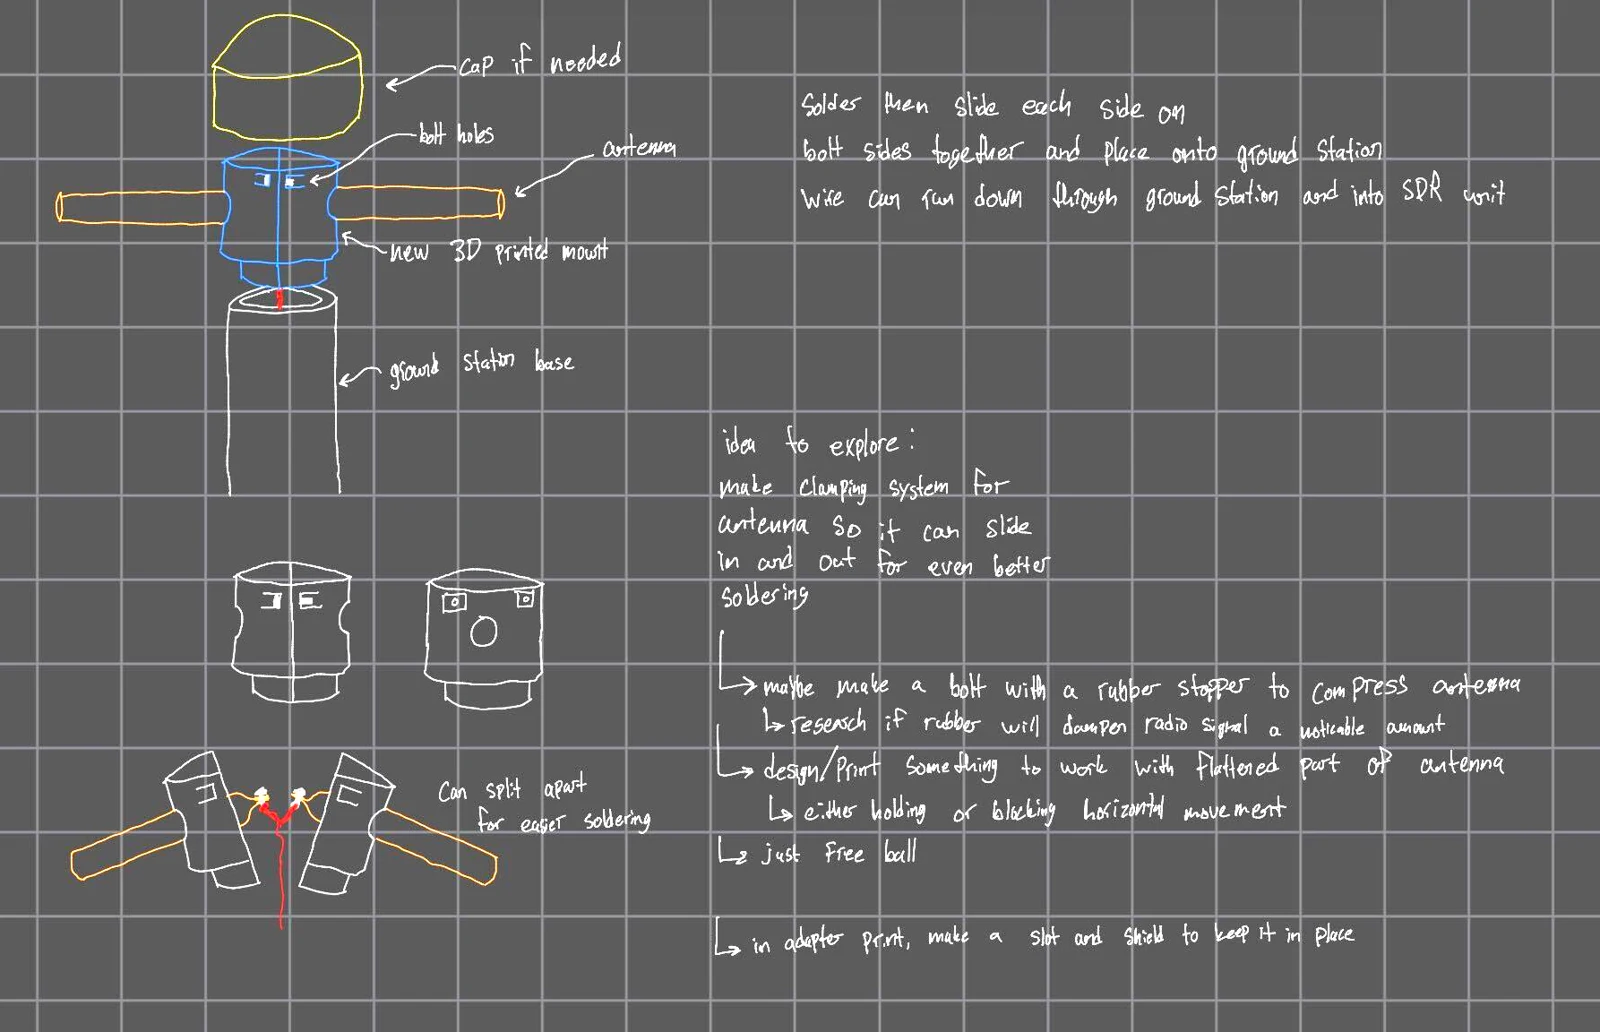 cap if needed
bolt holes
antenna
new 3D printed mount
ground station base
Solder then slide each side on
bolt sides together and place onto ground station
wire can run down through ground station and into SDR unit
idea to explore:
make clamping system for
antenna so it can slide
in and out for even better
soldering
maybe make a bolt with a rubber stopper to compress antenna
research if rubber will dampen radio signal a noticable amount
design/print something to work with flattened part of antenna
either holding or blocking horizontal movement
just free ball
in adapter print, make a slot and shield to keep it in place
Can split apart
for easier soldering